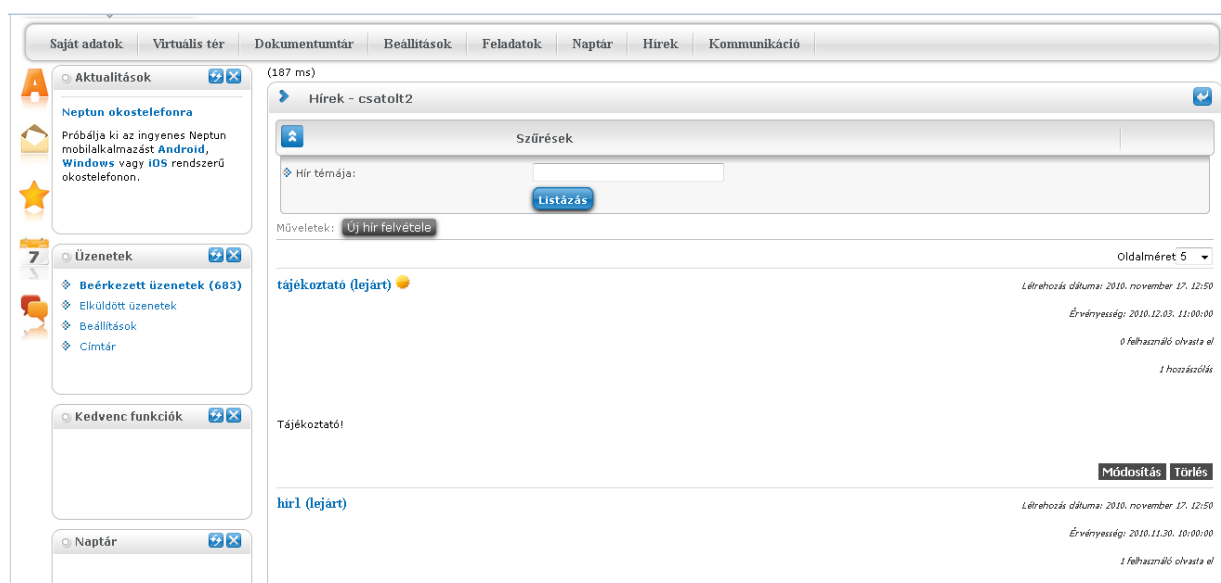 Saját adatok Virtuális tér Dokumentumtár Beállítások Feladatok Naptár Hírek Kommunikáció
Aktualitások
Neptun okostelefonra
Próbálja ki az ingyenes Neptun
mobilalkalmazást Android,
Windows vagy iOS rendszerű
okostelefonon.
7
Üzenetek
Beérkezett üzenetek (683)
Elküldött üzenetek
Beállítások
Címtár
Kedvenc funkciók
Naptár
(187 ms)
Hírek - csatolt2
Szűrések
Hír témája:
Listázás
Műveletek: Új hír felvétele
Oldalméret 5
tájékoztató (lejárt)
Létrehozás dátuma: 2010. november 17. 12:50
Érvényesség: 2010.12.03. 11:00:00
0 felhasználó olvasta el
1 hozzászólás
Tájékoztató!
Módosítás Törlés
hír1 (lejárt)
Létrehozás dátuma: 2010. november 17. 12:50
Érvényesség: 2010.11.30. 10:00:00
1 felhasználó olvasta el